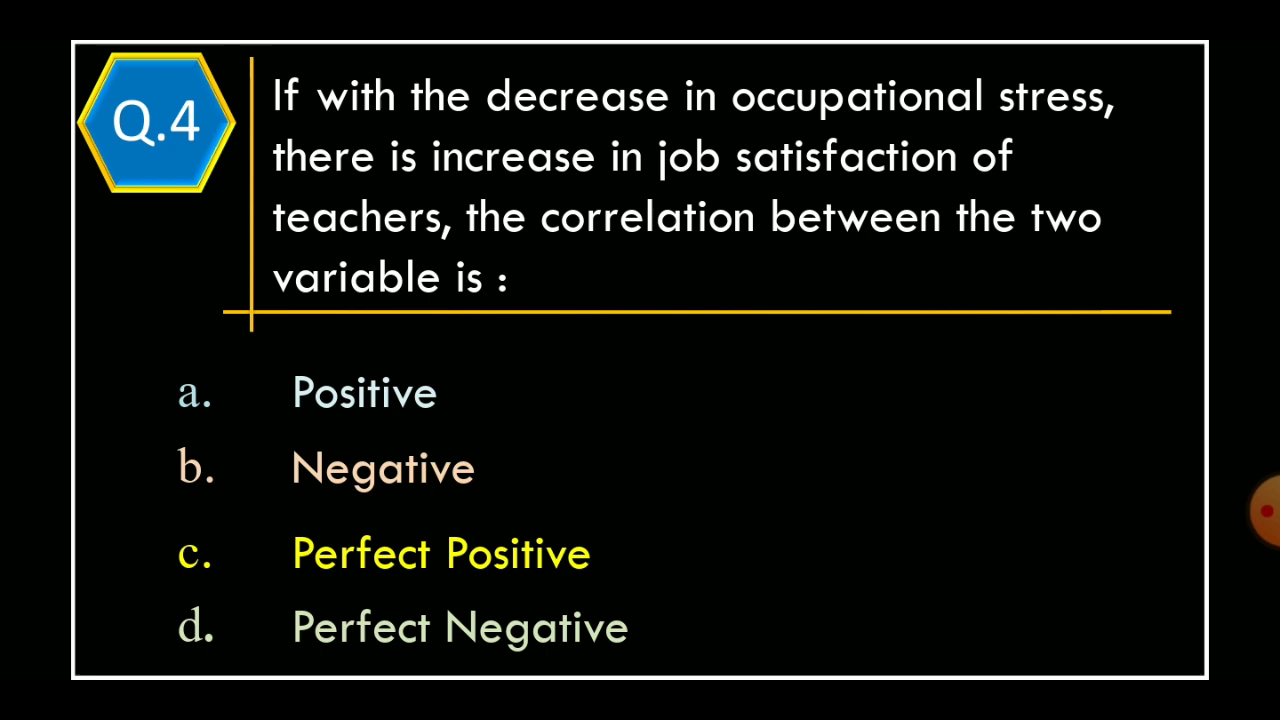 Q.4
If with the decrease in occupational stress,
there is increase in job satisfaction of
teachers, the correlation between the two
variable is :
a. Positive
b. Negative
c. Perfect Positive
d. Perfect Negative